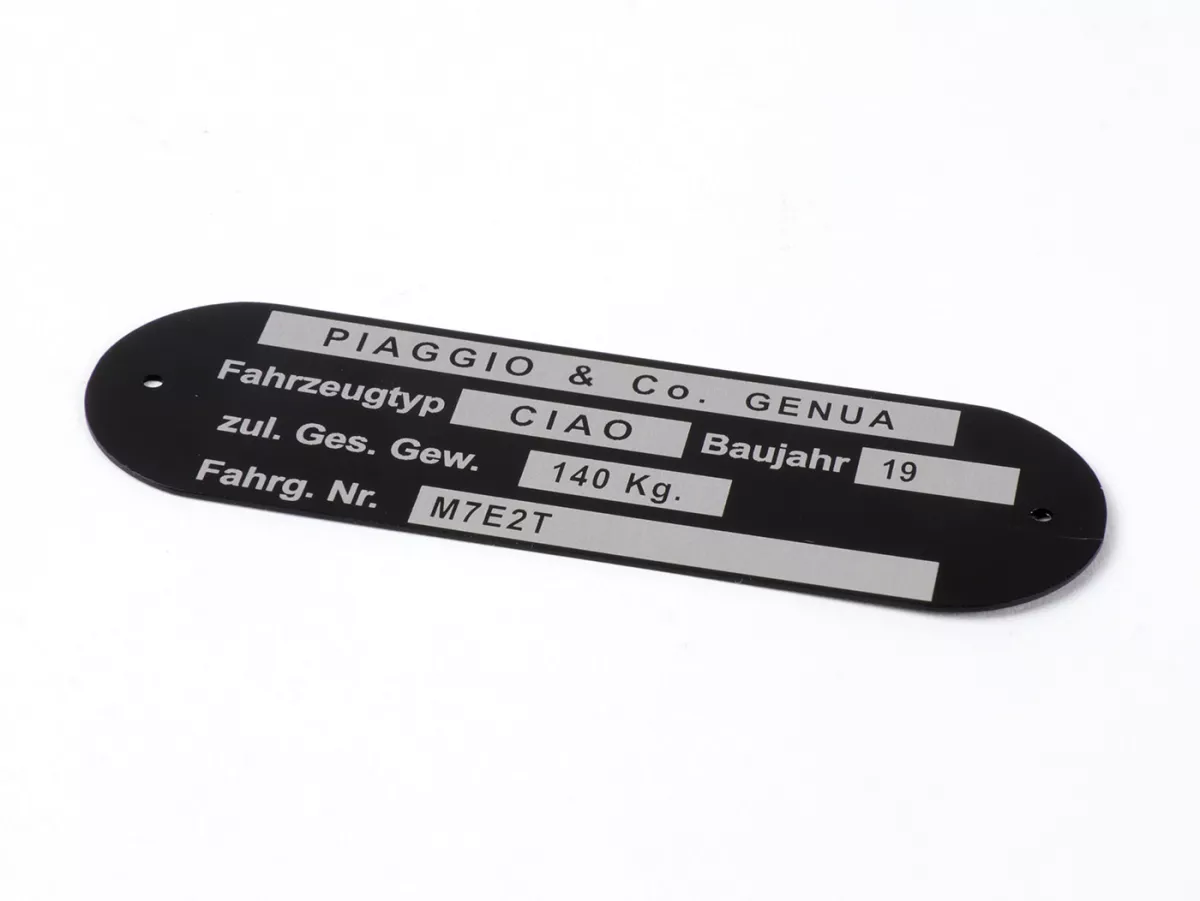 PIAGGIO & Co. GENUA
Fahrzeugtyp CIAO Baujahr 19
zul. Ges. Gew. 140 Kg.
Fahrg. Nr. M7E2T